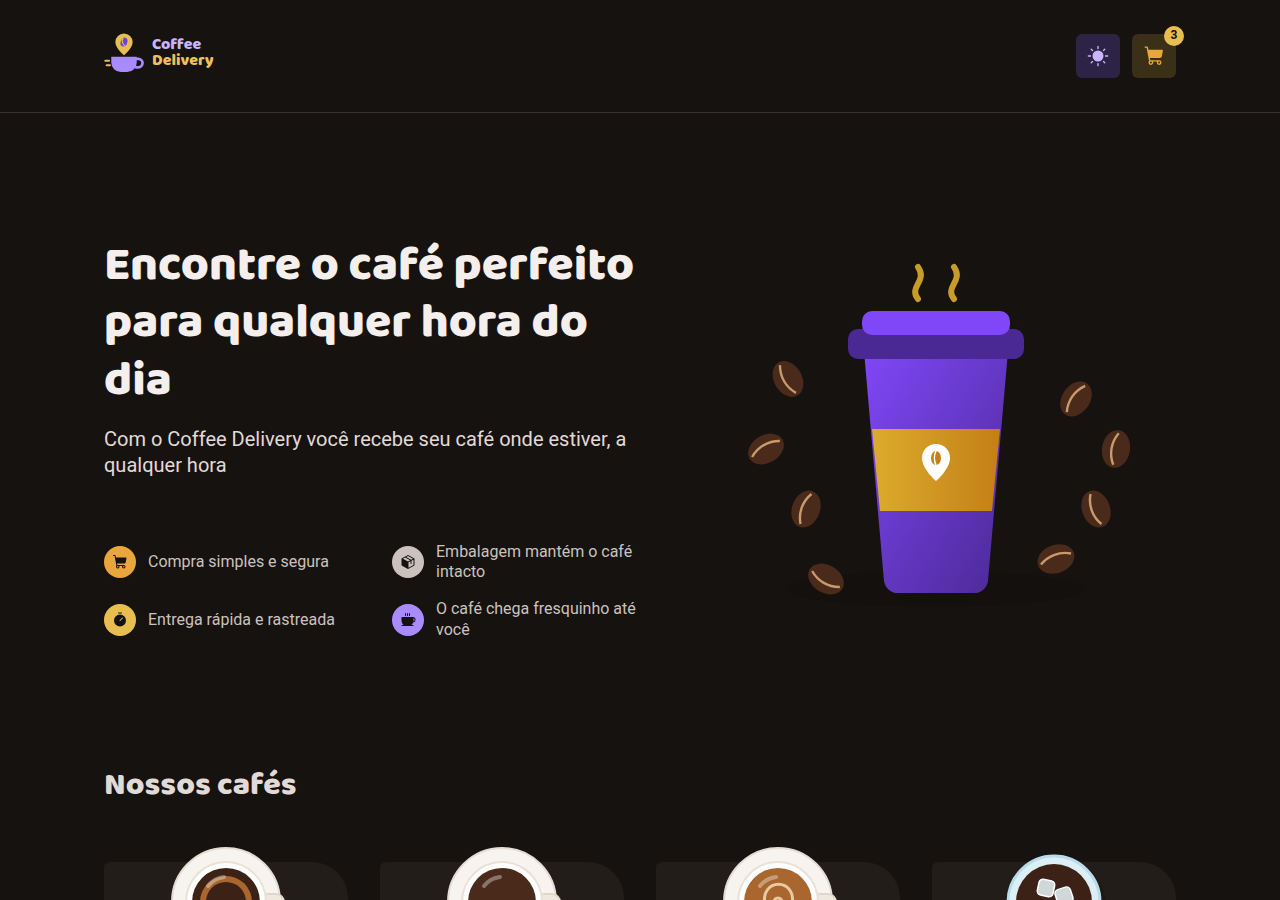 Coffee
Delivery
3
Encontre o café perfeito
para qualquer hora do
dia
Com o Coffee Delivery você recebe seu café onde estiver, a
qualquer hora
Compra simples e segura
Embalagem mantém o café
intacto
Entrega rápida e rastreada
O café chega fresquinho até
você
Nossos cafés